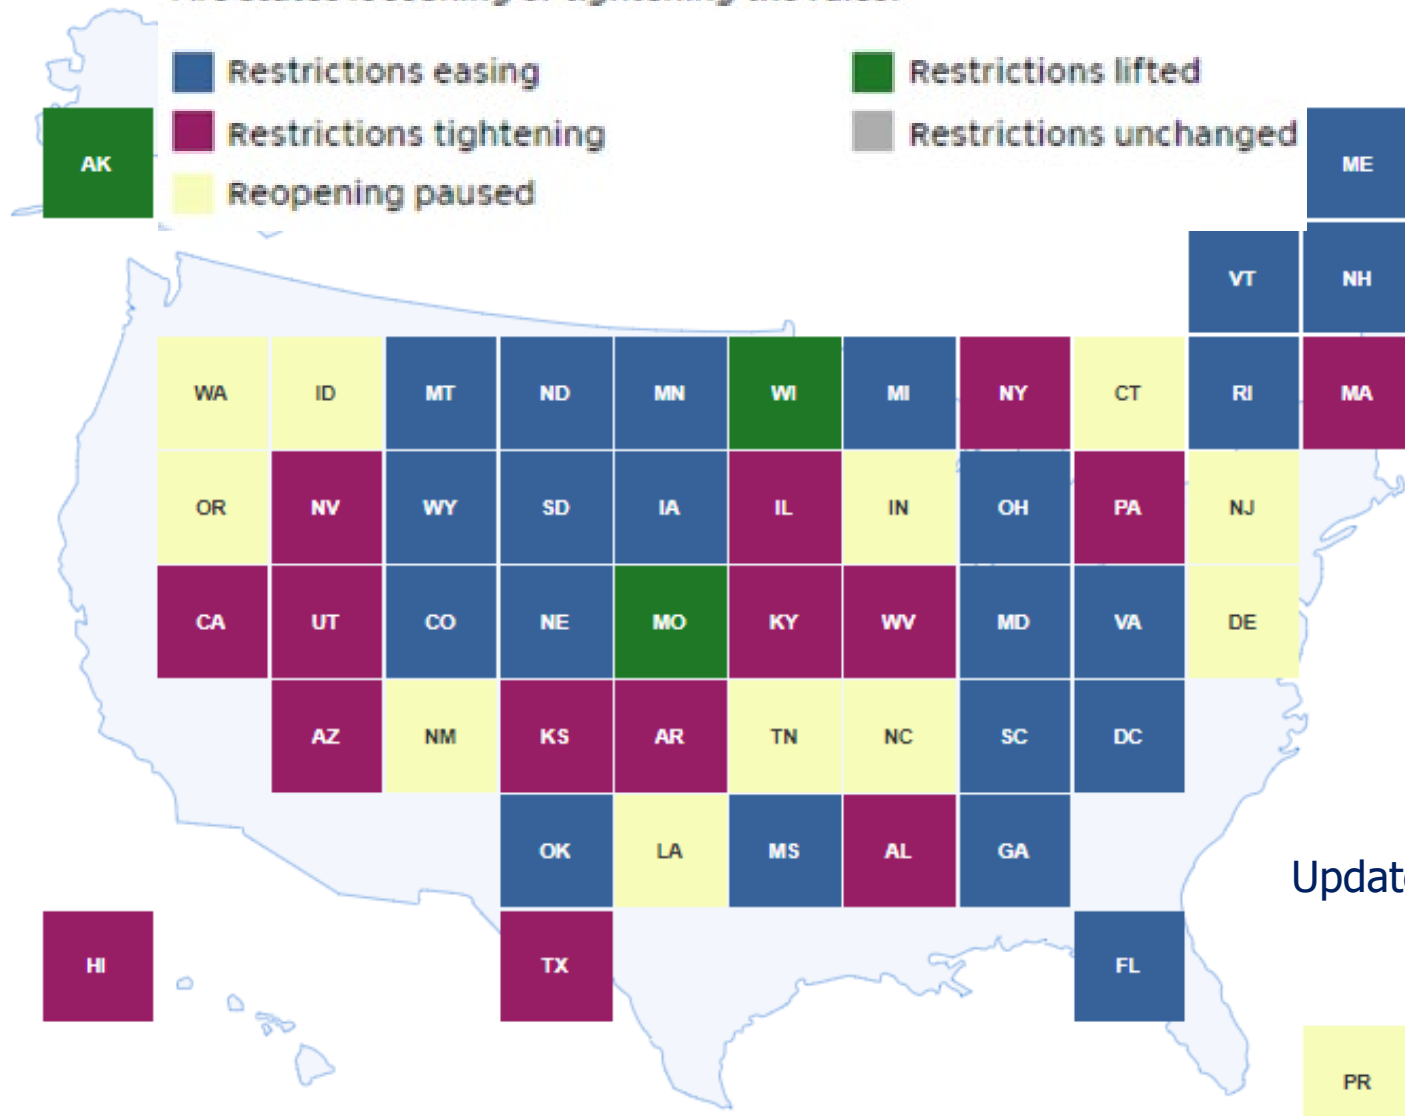 Restrictions easing
Restrictions lifted
Restrictions tightening
Restrictions unchanged
Reopening paused
AK
ME
VT NH
WA ID MT ND MN WI MI NY CT RI MA
OR NV WY SD IA IL IN OH PA NJ
CA UT CO NE MO KY WV MD VA DE
AZ NM KS AR TN NC SC DC
OK LA MS AL GA
HI TX FL
PR